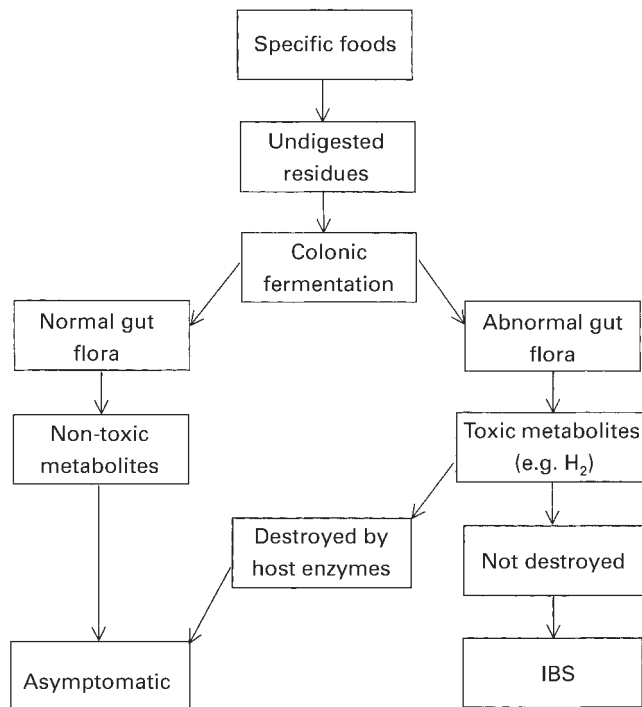 Specific foods
Undigested
residues
Colonic
fermentation
Normal gut
flora
Abnormal gut
flora
Non-toxic
metabolites
Toxic metabolites
(e.g. H₂)
Destroyed by
host enzymes
Not destroyed
Asymptomatic
IBS